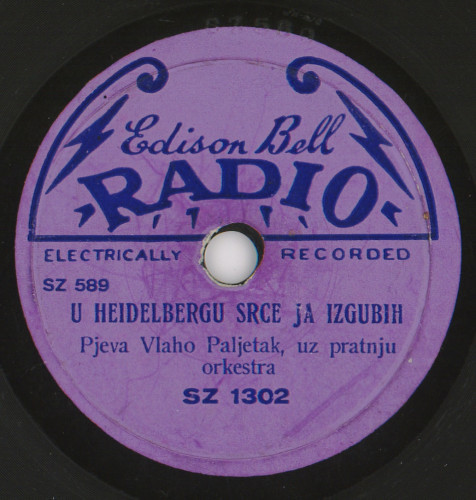 Edison Bell
RADIO
ELECTRICALLY RECORDED
SZ 589
U HEIDELBERGU SRCE JA IZGUBIH
Pjeva Vlaho Paljetak, uz pratnju
orkestra
SZ 1302